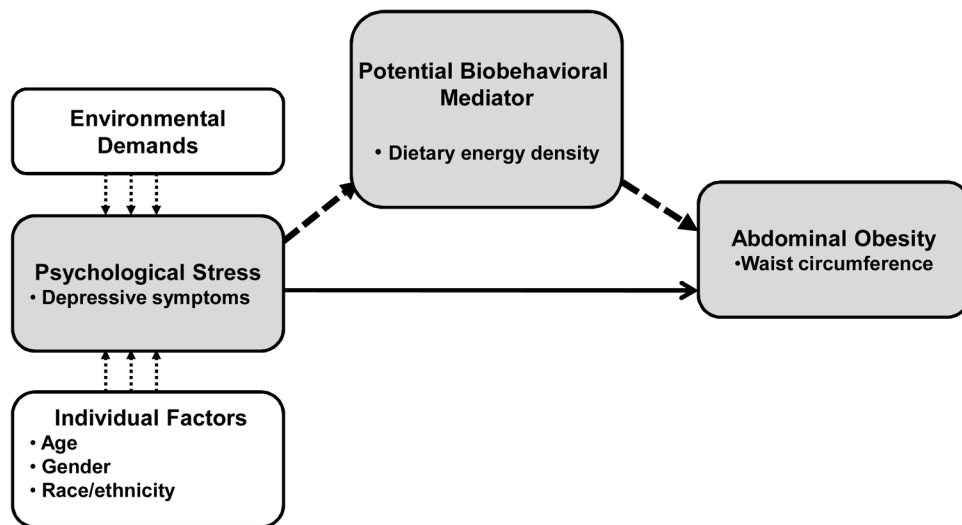 Potential Biobehavioral
Mediator
• Dietary energy density
Environmental
Demands
Psychological Stress
• Depressive symptoms
Abdominal Obesity
•Waist circumference
Individual Factors
• Age
• Gender
• Race/ethnicity